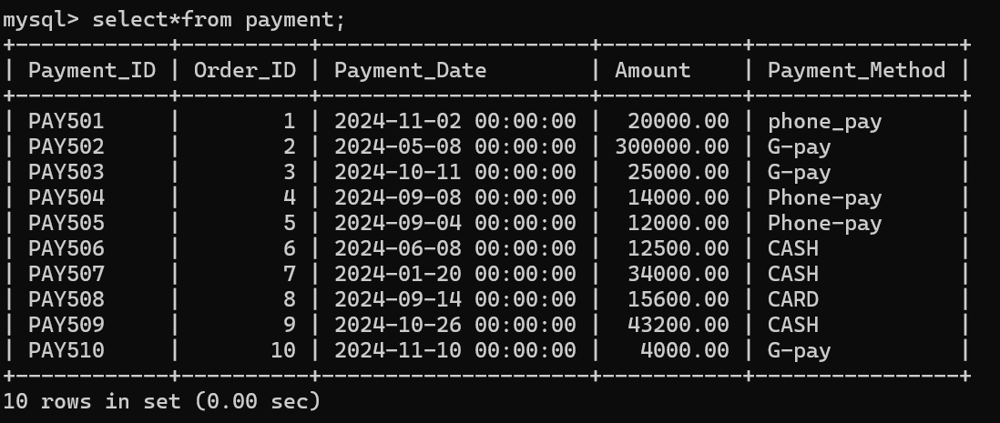 mysql> select*from payment;
+------------+----------+---------------------+-----------+----------------+
| Payment_ID | Order_ID | Payment_Date        | Amount    | Payment_Method |
+------------+----------+---------------------+-----------+----------------+
| PAY501     |        1 | 2024-11-02 00:00:00 |  20000.00 | phone_pay      |
| PAY502     |        2 | 2024-05-08 00:00:00 | 300000.00 | G-pay          |
| PAY503     |        3 | 2024-10-11 00:00:00 |  25000.00 | G-pay          |
| PAY504     |        4 | 2024-09-08 00:00:00 |  14000.00 | Phone-pay      |
| PAY505     |        5 | 2024-09-04 00:00:00 |  12000.00 | Phone-pay      |
| PAY506     |        6 | 2024-06-08 00:00:00 |  12500.00 | CASH           |
| PAY507     |        7 | 2024-01-20 00:00:00 |  34000.00 | CASH           |
| PAY508     |        8 | 2024-09-14 00:00:00 |  15600.00 | CARD           |
| PAY509     |        9 | 2024-10-26 00:00:00 |  43200.00 | CASH           |
| PAY510     |       10 | 2024-11-10 00:00:00 |   4000.00 | G-pay          |
+------------+----------+---------------------+-----------+----------------+
10 rows in set (0.00 sec)